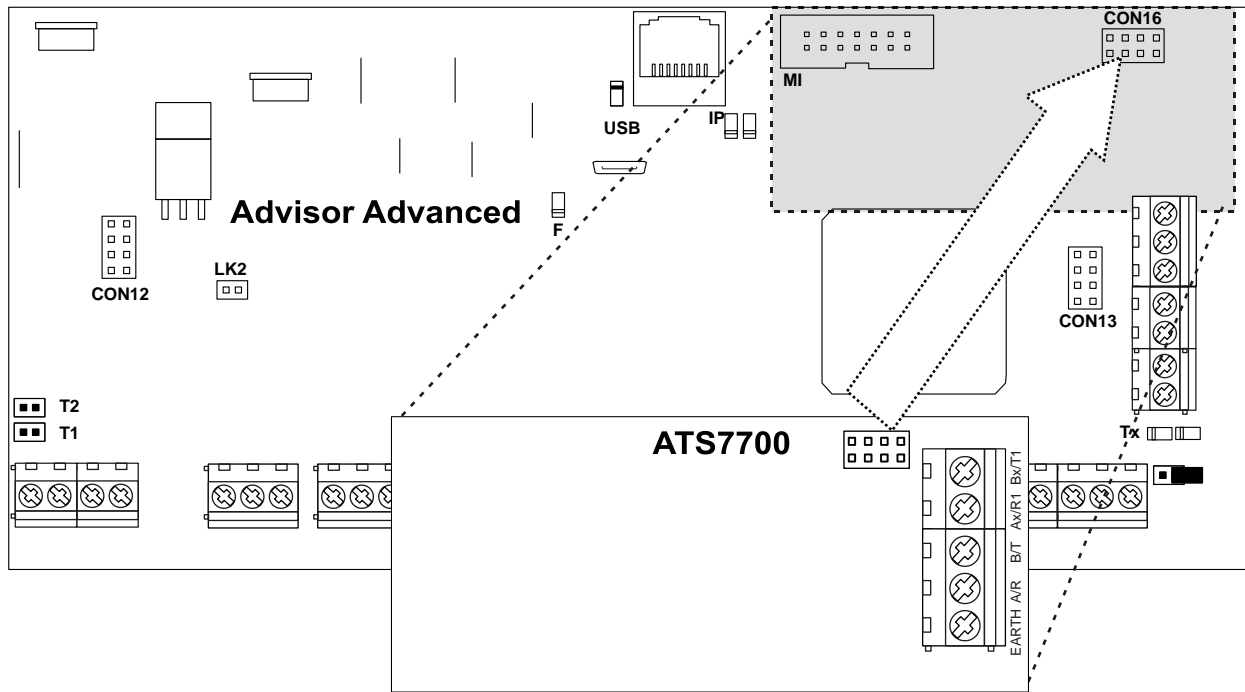 CON16
MI
USB
IP
Advisor Advanced
F
LK2
CON12
CON13
T2
T1
Tx
ATS7700
Bx/T1
Ax/R1
B/T
A/R
EARTH